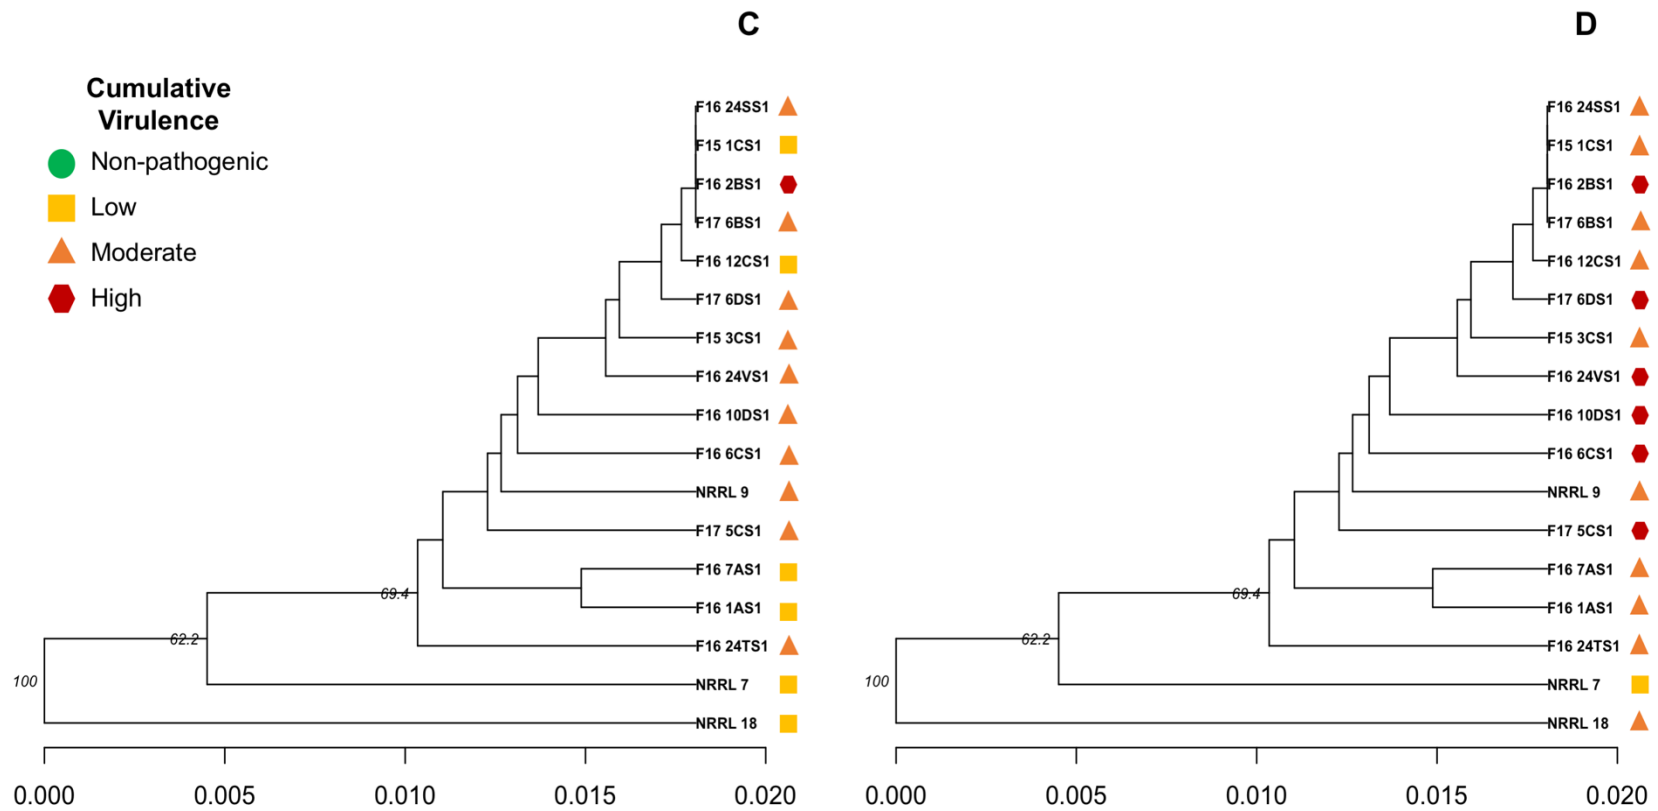 C
D
Cumulative
Virulence
Non-pathogenic
Low
Moderate
High
F16 24SS1
F15 1CS1
F16 2BS1
F17 6BS1
F16 12CS1
F17 6DS1
F15 3CS1
F16 24VS1
F16 10DS1
F16 6CS1
NRRL 9
F17 5CS1
F16 7AS1
F16 1AS1
F16 24TS1
NRRL 7
NRRL 18
69.4
62.2
100
0.000 0.005 0.010 0.015 0.020
F16 24SS1
F15 1CS1
F16 2BS1
F17 6BS1
F16 12CS1
F17 6DS1
F15 3CS1
F16 24VS1
F16 10DS1
F16 6CS1
NRRL 9
F17 5CS1
F16 7AS1
F16 1AS1
F16 24TS1
NRRL 7
NRRL 18
69.4
62.2
100
0.000 0.005 0.010 0.015 0.020